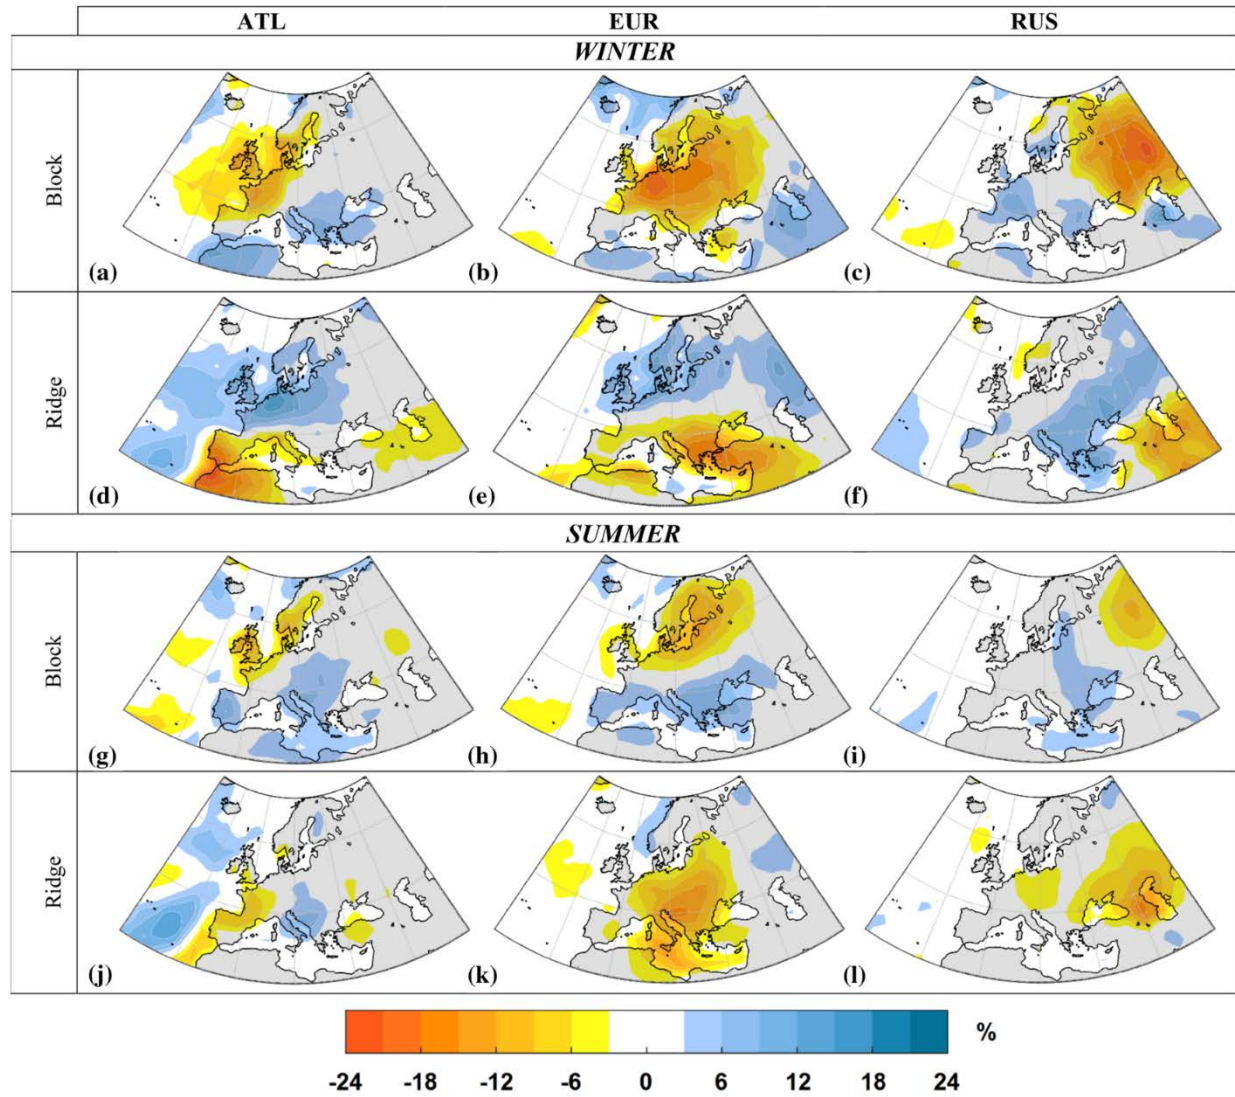 ATL EUR RUS
WINTER
Block
(a) (b) (c)
Ridge
(d) (e) (f)
SUMMER
Block
(g) (h) (i)
Ridge
(j) (k) (l)
%
-24 -18 -12 -6 0 6 12 18 24